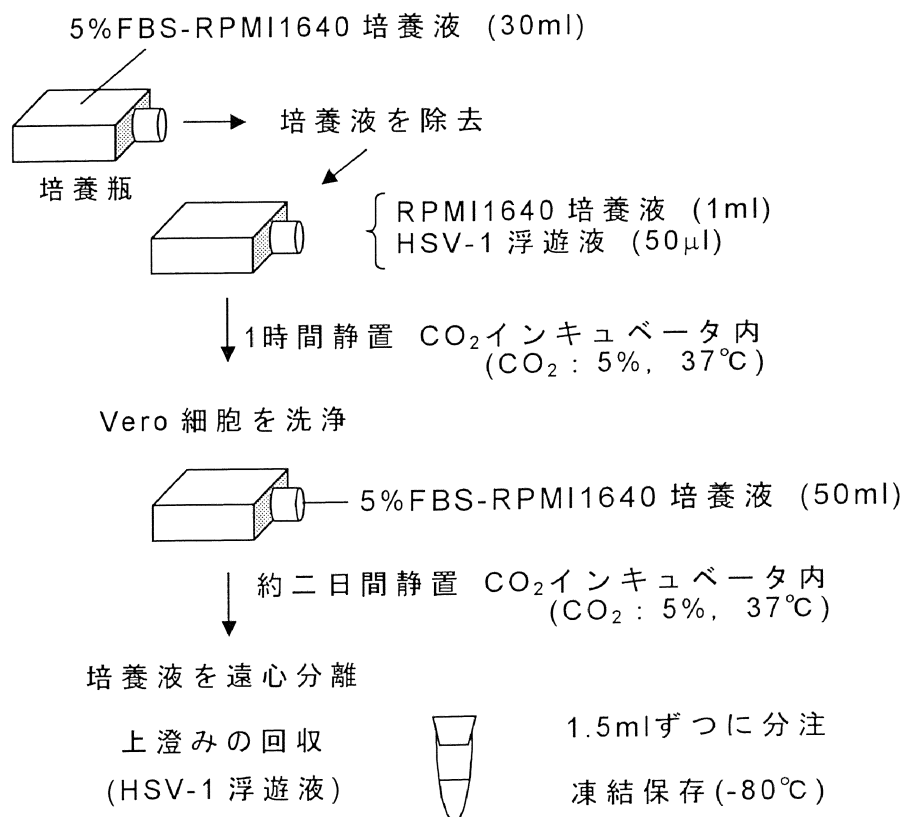 5%FBS-RPMI1640 培養液 (30ml)
培養液を除去
培養瓶
RPMI1640 培養液 (1ml)
HSV-1 浮遊液 (50μl)
1時間静置 CO₂インキュベータ内
(CO₂: 5%, 37℃)
Vero 細胞を洗浄
5%FBS-RPMI1640 培養液 (50ml)
約二日間静置 CO₂インキュベータ内
(CO₂: 5%, 37℃)
培養液を遠心分離
上澄みの回収
(HSV-1 浮遊液)
1.5mlずつに分注
凍結保存(-80℃)